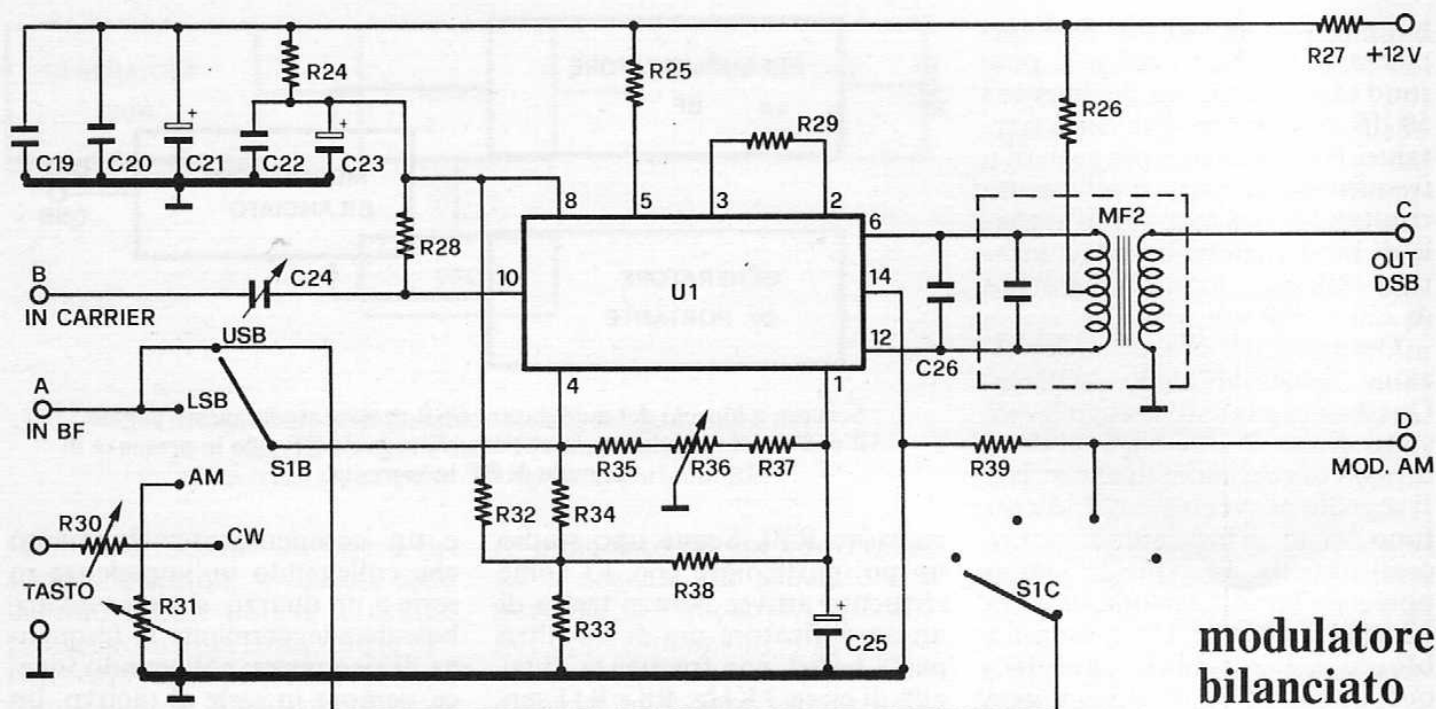 R24
R25
R26
R27
+12V
C19
C20
C21
+
C22
+
C23
R29
8
5
3
2
6
MF2
C
OUT
DSB
R28
10
U1
14
12
B
IN CARRIER
C24
C26
USB
A
IN BF
LSB
4
1
S1B
R35
R36
R37
R39
D
MOD. AM
AM
R30
CW
R32
R34
R38
TASTO
R31
R33
C25
S1C
modulatore
bilanciato